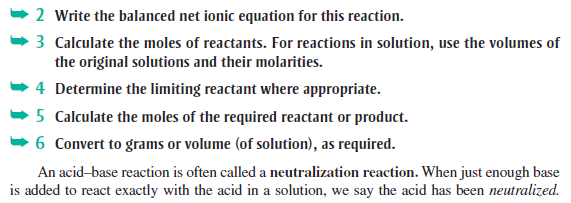 ➥ 2 Write the balanced net ionic equation for this reaction.
➥ 3 Calculate the moles of reactants. For reactions in solution, use the volumes of
the original solutions and their molarities.
➥ 4 Determine the limiting reactant where appropriate.
➥ 5 Calculate the moles of the required reactant or product.
➥ 6 Convert to grams or volume (of solution), as required.
An acid–base reaction is often called a neutralization reaction. When just enough base
is added to react exactly with the acid in a solution, we say the acid has been neutralized.